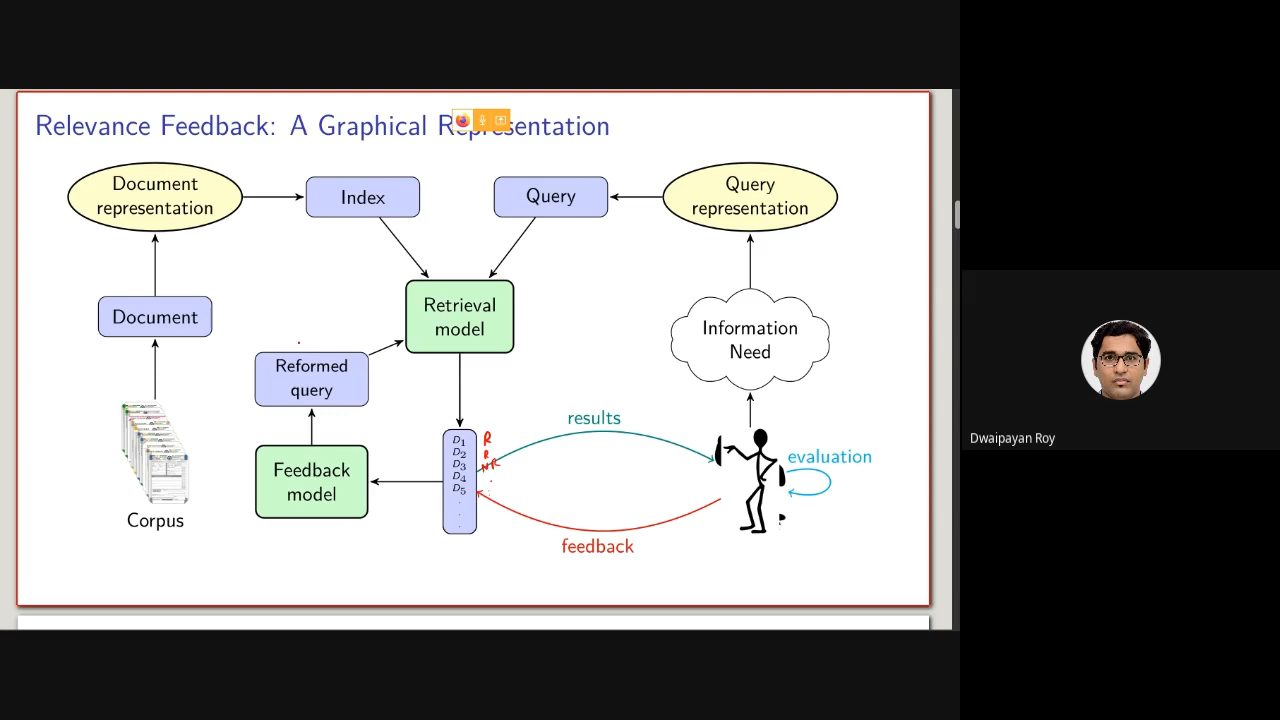 Relevance Feedback: A Graphical Representation
Document
representation
Index
Query
Query
representation
Document
Retrieval
model
Information
Need
Reformed
query
results
D1
D2
D3
D4
D5
.
.
.
R
R
NR
.
.
evaluation
Feedback
model
Corpus
feedback
Dwaipayan Roy